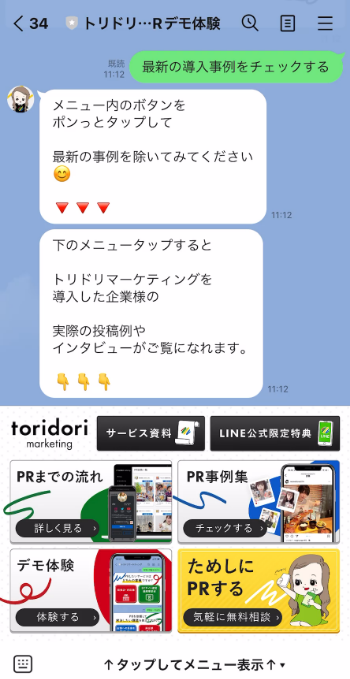 34 トリドリ…Rデモ体験
既読
11:12
最新の導入事例をチェックする
メニュー内のボタンを
ポンっとタップして
最新の事例を除いてみてください
11:12
下のメニュータップすると
トリドリマーケティングを
導入した企業様の
実際の投稿例や
インタビューがご覧になれます。
11:12
toridori
marketing
サービス資料
LINE公式限定特典
PRまでの流れ
詳しく見る
PR事例集
チェックする
デモ体験
体験する
ためしに
PRする
気軽に無料相談
↑タップしてメニュー表示↑